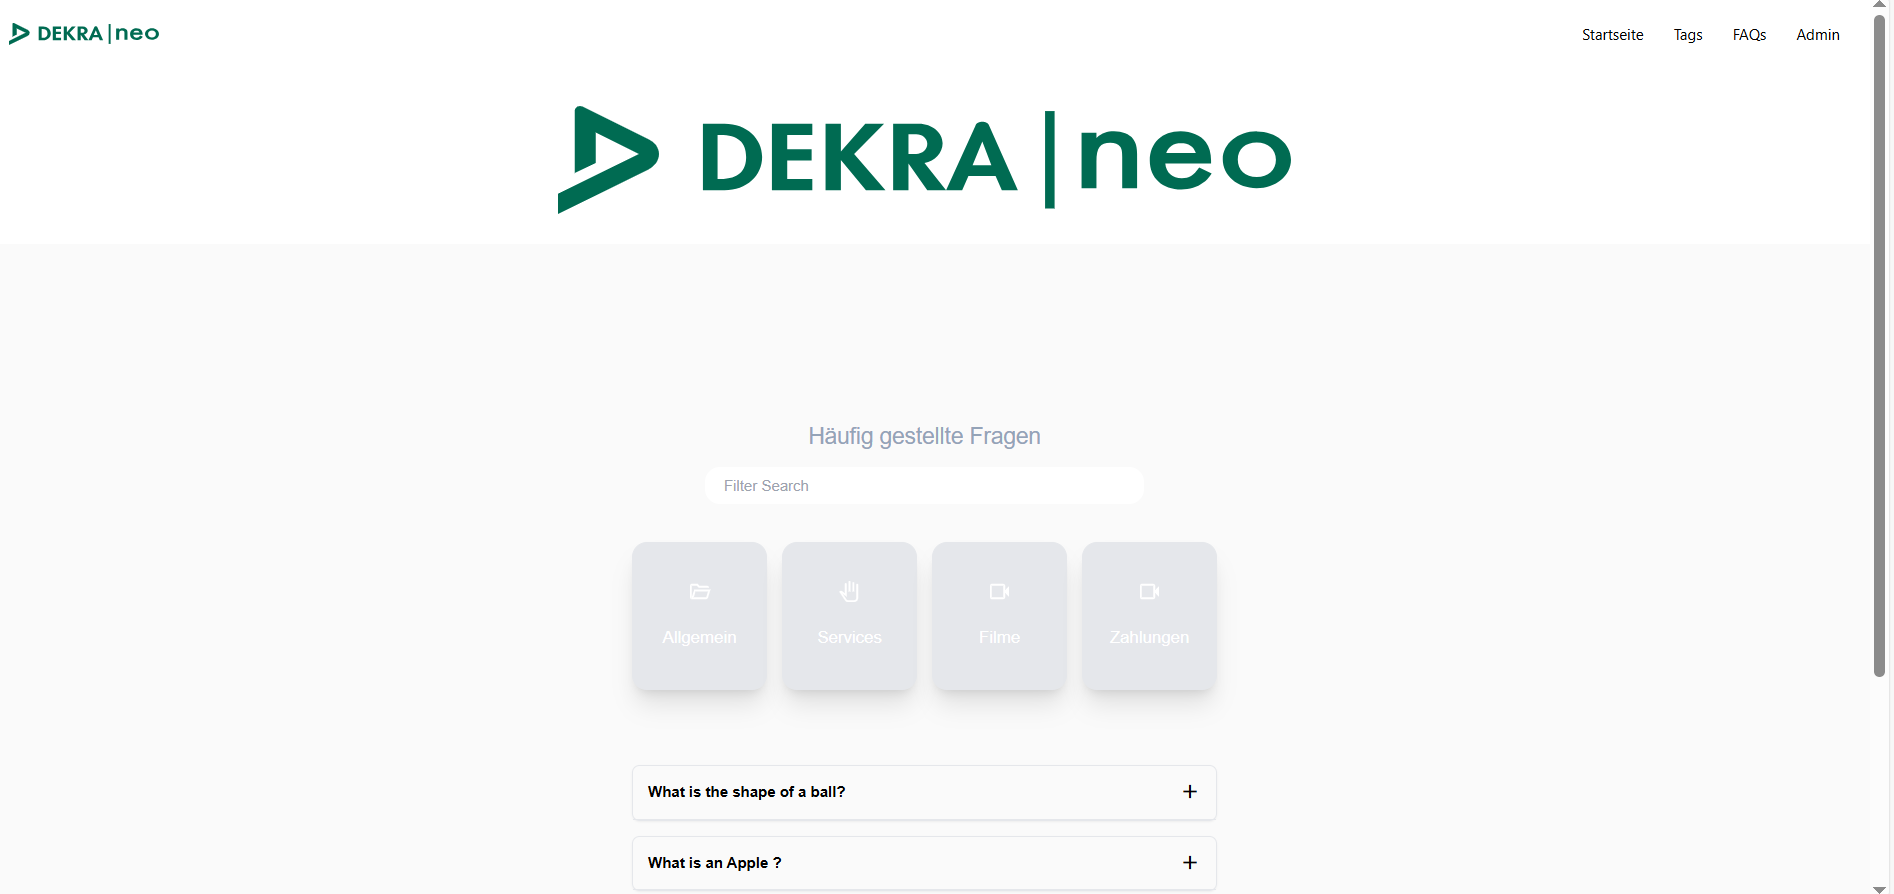 DEKRA|neo
Startseite Tags FAQs Admin
DEKRA|neo
Häufig gestellte Fragen
Filter Search
Allgemein Services Filme Zahlungen
What is the shape of a ball?
What is an Apple ?